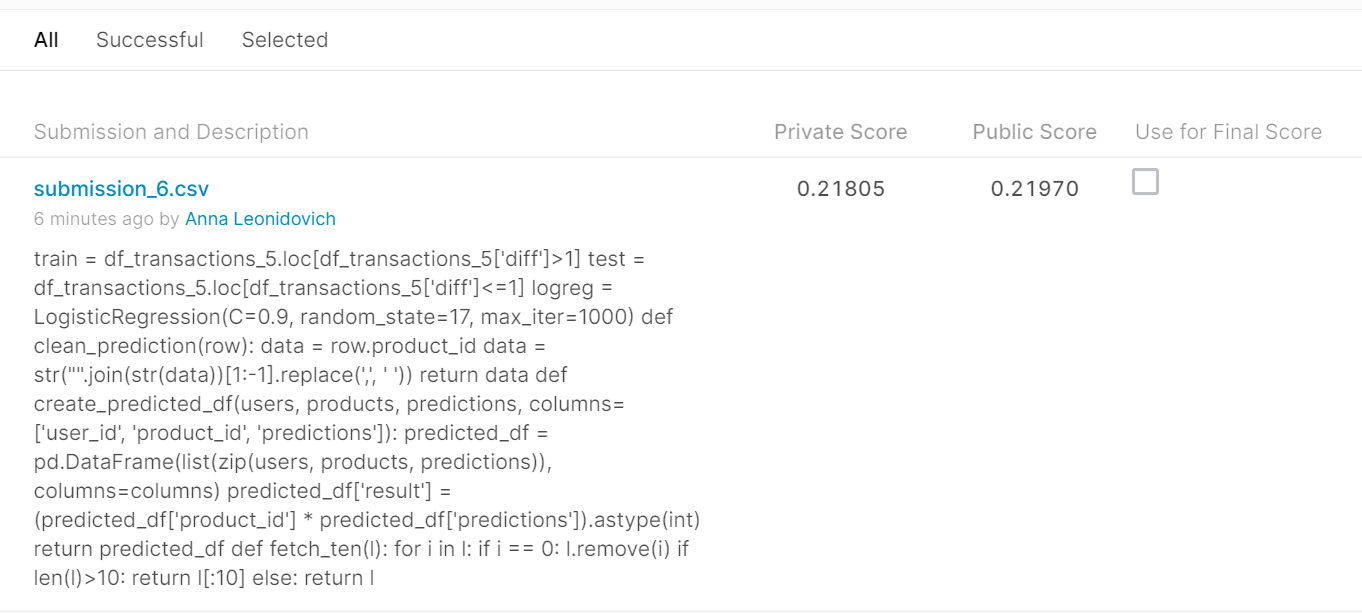 All Successful Selected
Submission and Description Private Score Public Score Use for Final Score
submission_6.csv 0.21805 0.21970
6 minutes ago by Anna Leonidovich
train = df_transactions_5.loc[df_transactions_5['diff']>1] test =
df_transactions_5.loc[df_transactions_5['diff']<=1] logreg =
LogisticRegression(C=0.9, random_state=17, max_iter=1000) def
clean_prediction(row): data = row.product_id data =
str("".join(str(data))[1:-1].replace(',', ' ')) return data def
create_predicted_df(users, products, predictions, columns=
['user_id', 'product_id', 'predictions']): predicted_df =
pd.DataFrame(list(zip(users, products, predictions)),
columns=columns) predicted_df['result'] =
(predicted_df['product_id'] * predicted_df['predictions']).astype(int)
return predicted_df def fetch_ten(l): for i in l: if i == 0: l.remove(i) if
len(l)>10: return l[:10] else: return l